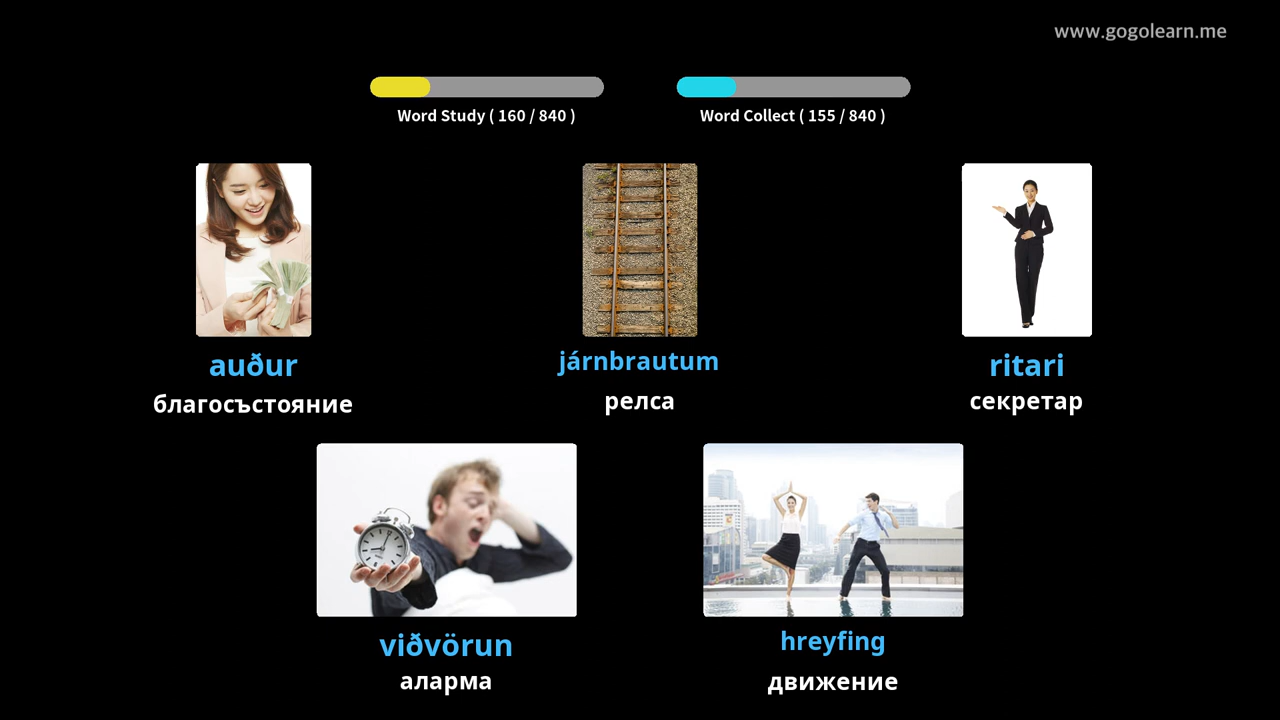 www.gogolearn.me
Word Study ( 160 / 840 )
Word Collect ( 155 / 840 )
auður
járnbrautum
ritari
благосъстояние
релса
секретар
viðvörun
hreyfing
аларма
движение